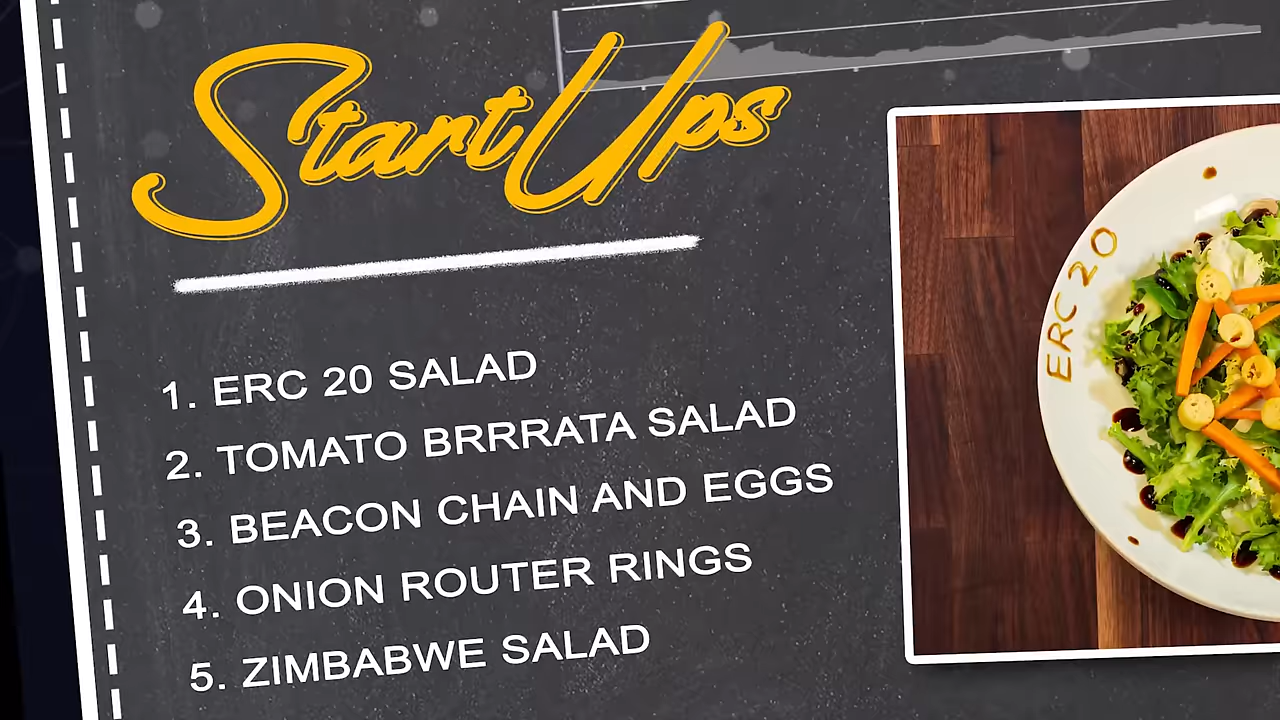 StartUps
1. ERC 20 SALAD
2. TOMATO BRRRATA SALAD
3. BEACON CHAIN AND EGGS
4. ONION ROUTER RINGS
5. ZIMBABWE SALAD
ERC 20